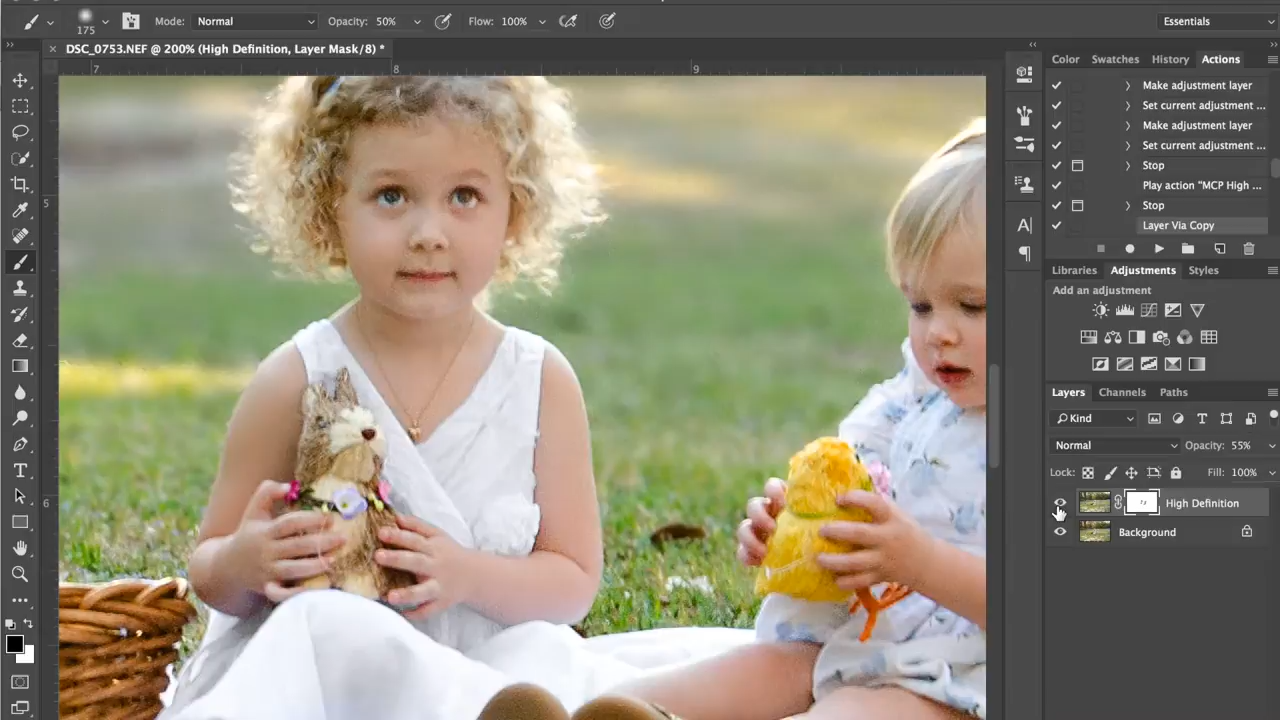 Mode: Normal Opacity: 50% Flow: 100% Essentials
175
DSC_0753.NEF @ 200% (High Definition, Layer Mask/8) *
7 8 9
5
6
Color Swatches History Actions
Make adjustment layer
Set current adjustment ...
Make adjustment layer
Set current adjustment ...
Stop
Play action "MCP High ...
Stop
Layer Via Copy
Libraries Adjustments Styles
Add an adjustment
Layers Channels Paths
Kind
Normal Opacity: 55%
Lock: Fill: 100%
High Definition
Background